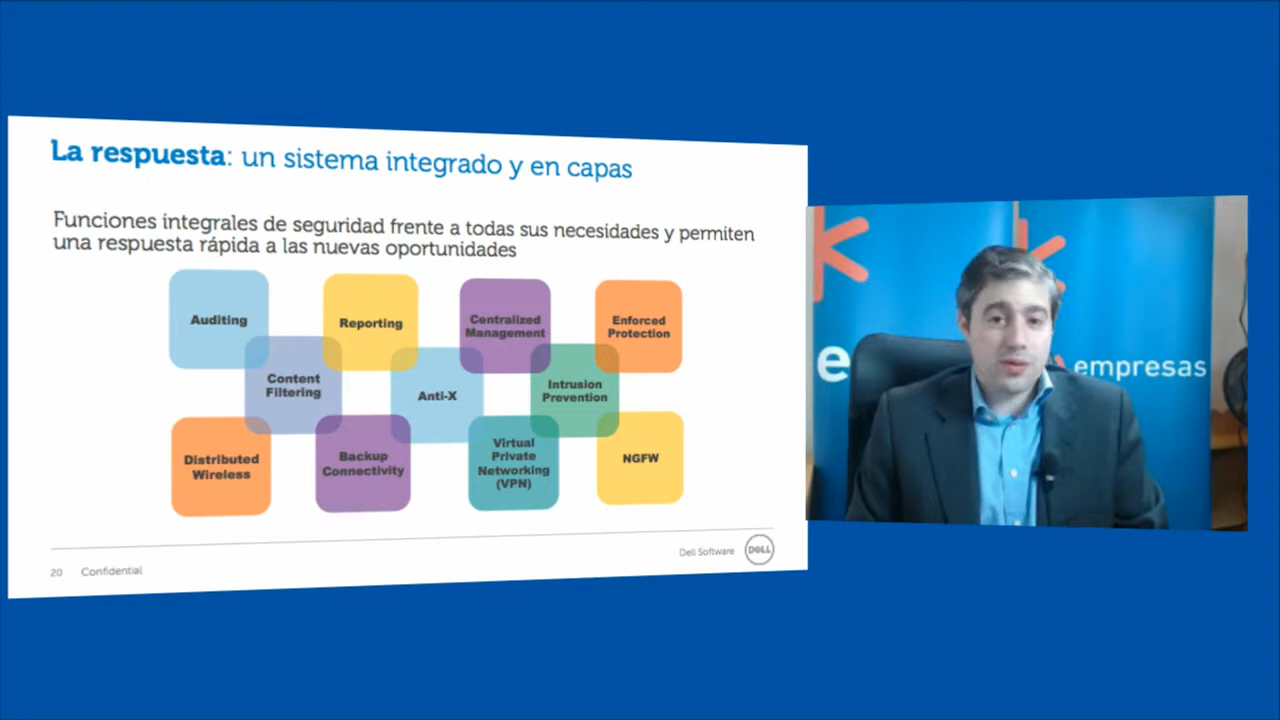 La respuesta: un sistema integrado y en capas
Funciones integrales de seguridad frente a todas sus necesidades y permiten
una respuesta rápida a las nuevas oportunidades
Auditing
Reporting
Centralized
Management
Enforced
Protection
Content
Filtering
Anti-X
Intrusion
Prevention
Distributed
Wireless
Backup
Connectivity
Virtual
Private
Networking
(VPN)
NGFW
20 Confidential
Dell Software
DELL
e
empresas